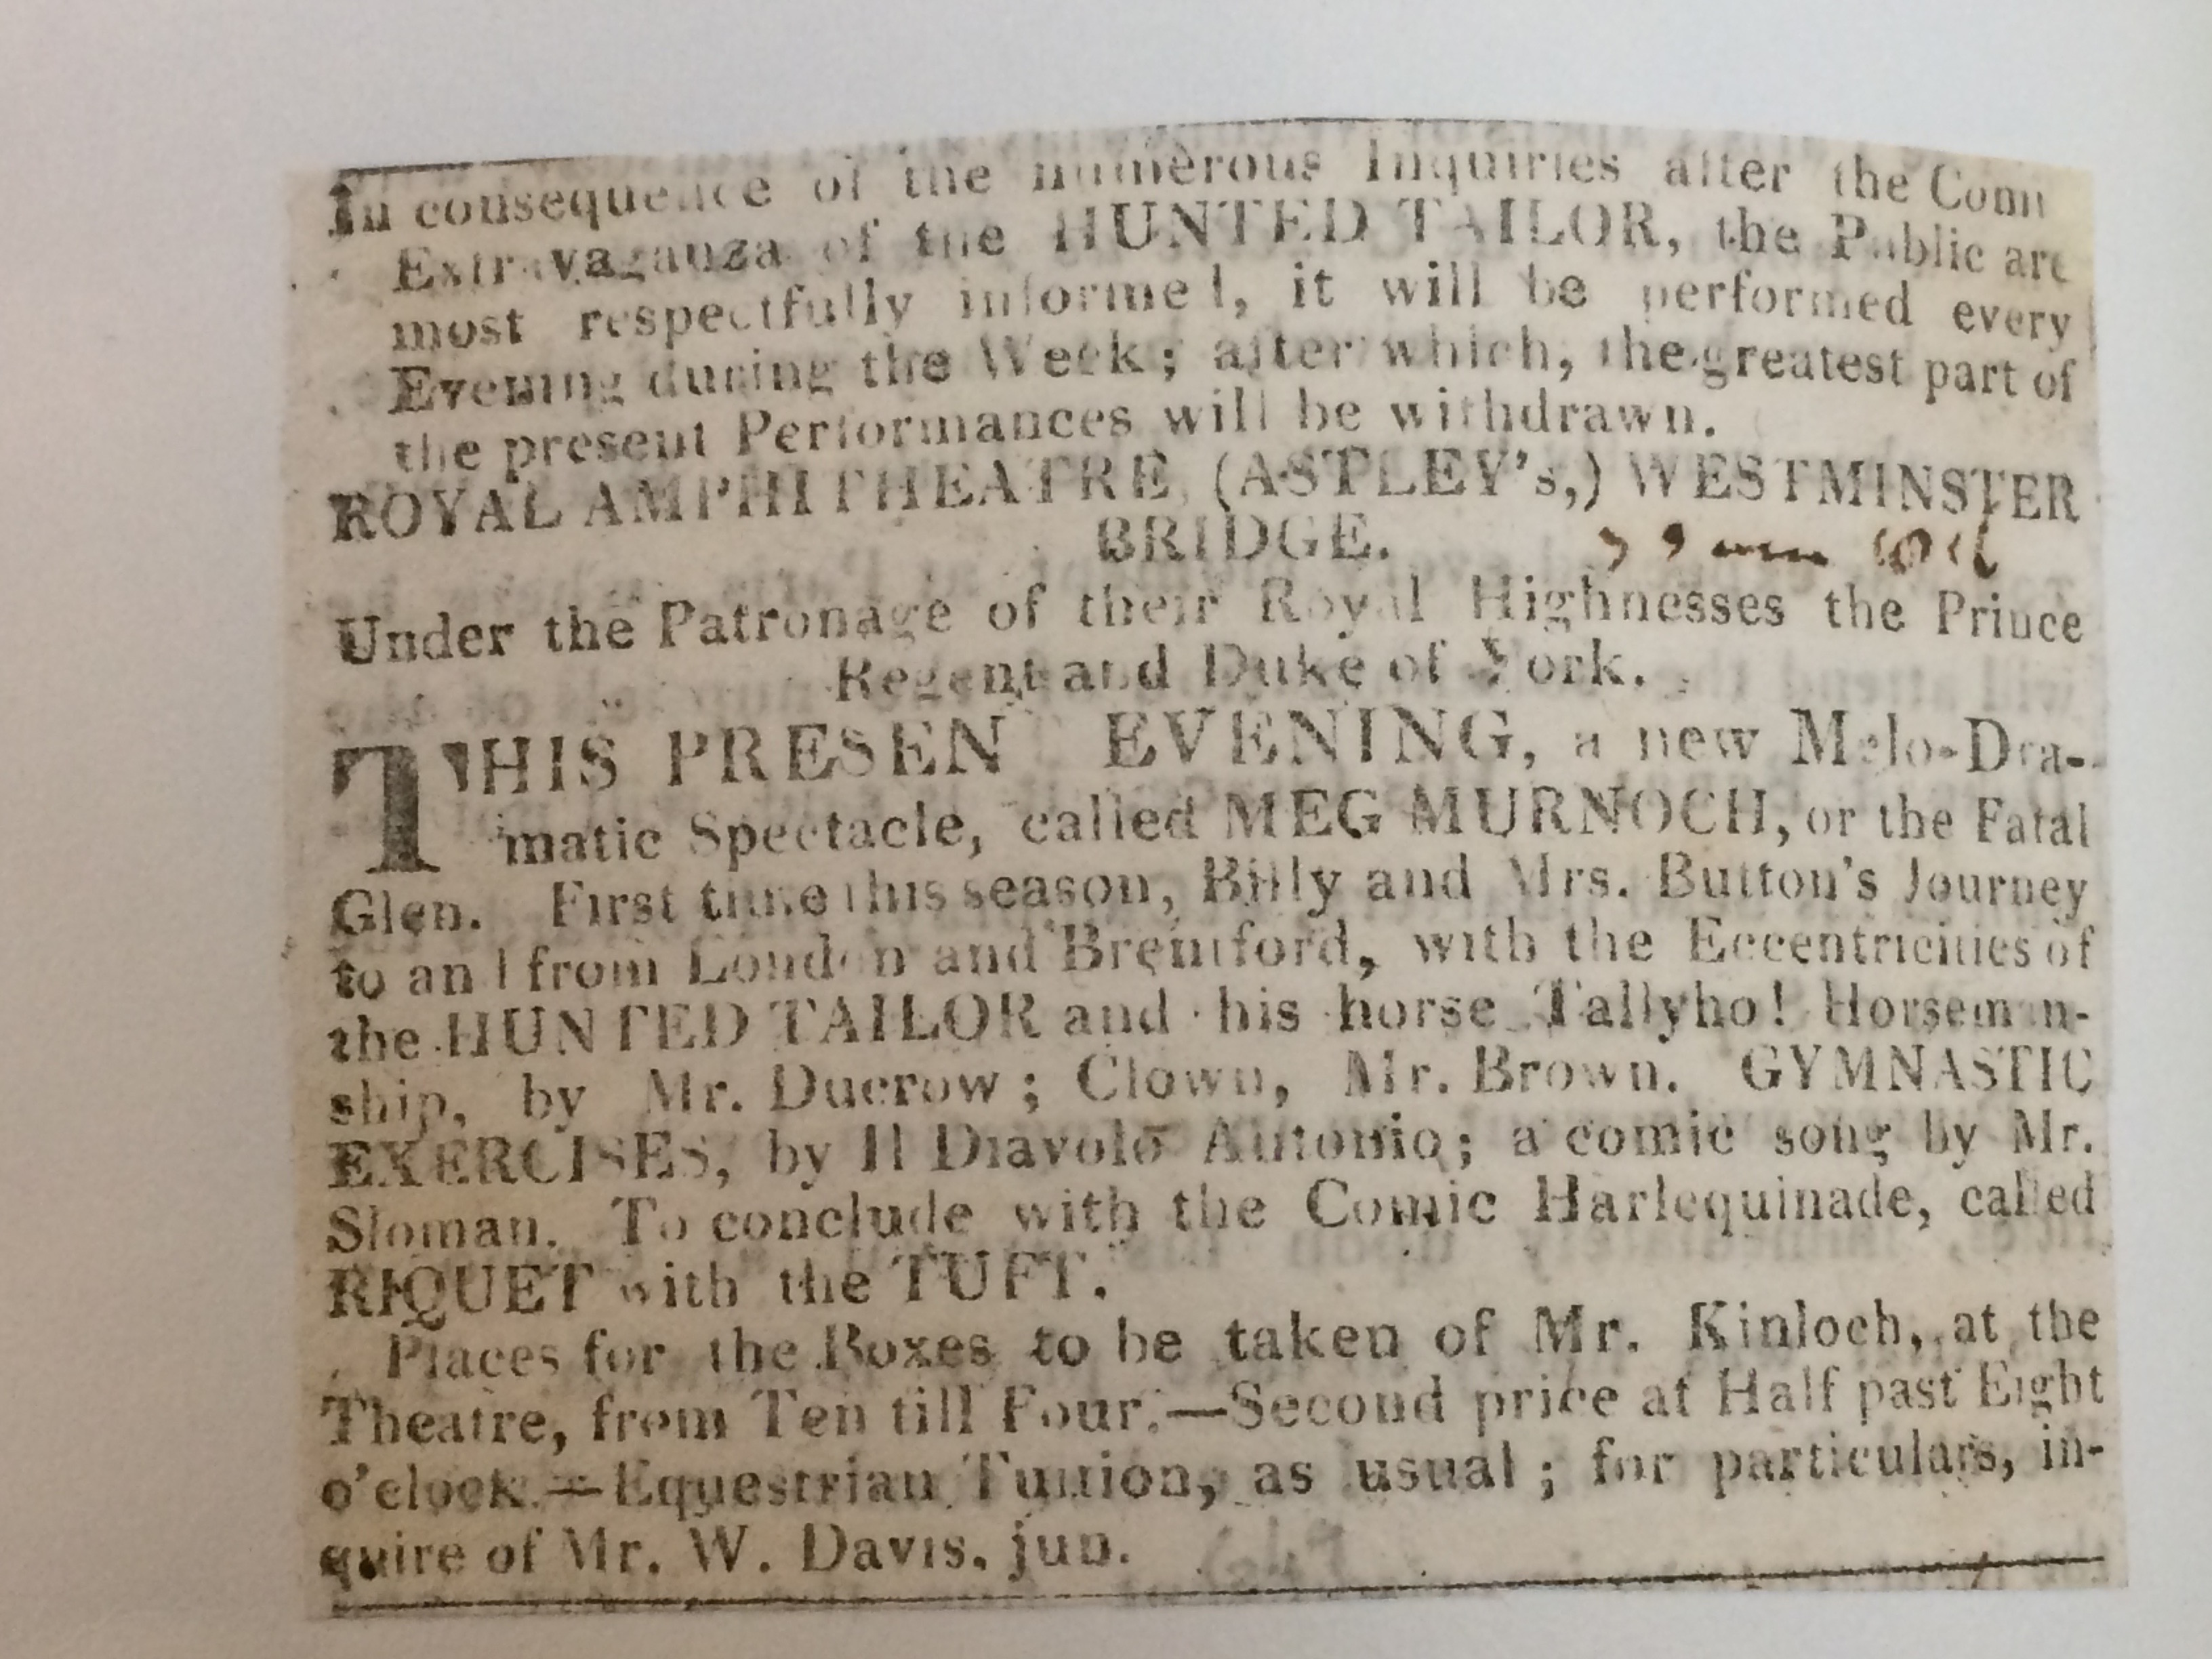 In consequence of the numerous Inquiries after the
Extravaganza of the HUNTED TAILOR, the Public are
most respectfully informed, it will be performed every
Evening during the Week; after which, the greatest part of
the present Performances will be withdrawn.
ROYAL AMPHITHEATRE, (ASTLEY's,) WESTMINSTER
BRIDGE.
Under the Patronage of their Royal Highnesses the Prince
Regent and Duke of York.
THIS PRESEN EVENING, a new Melo-Dra-
matic Spectacle, called MEG MURNOCH, or the Fatal
Glen. First time this season, Billy and Mrs. Button's Journey
to and from London and Brentford, with the Eccentricities of
the HUNTED TAILOR and his horse Tallyho! Horseman-
ship, by Mr. Ducrow; Clown, Mr. Brown. GYMNASTIC
EXERCISES, by Il Diavolo Antonio; a comic song by Mr.
Sloman. To conclude with the Comic Harlequinade, called
RIQUET with the TUFT.
Places for the Boxes to be taken of Mr. Kinloch, at the
Theatre, from Ten till Four.—Second price at Half past Eight
o'clock.—Equestrian Tuition, as usual; for particulars, in-
quire of Mr. W. Davis, jun.